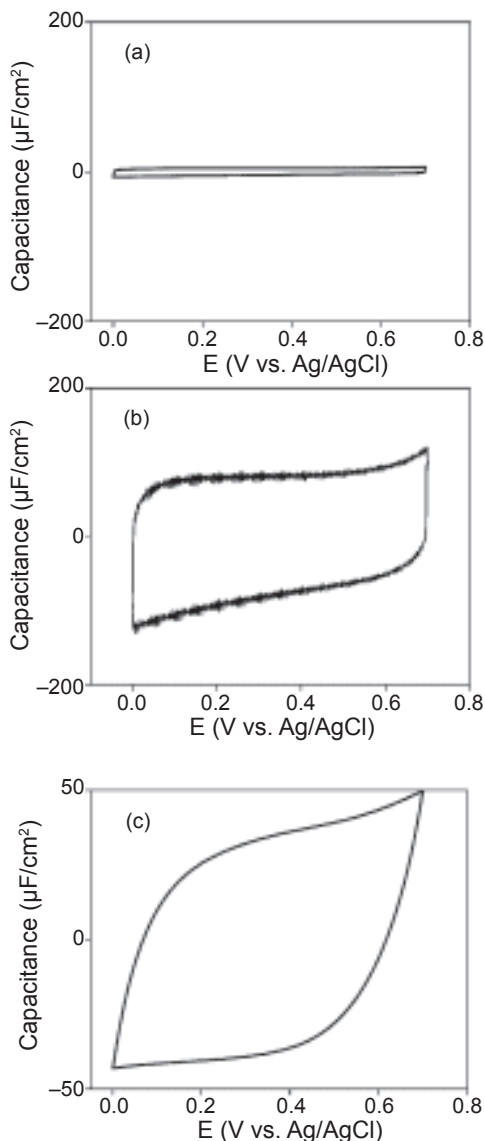 (a)
Capacitance (µF/cm²)
200
0
–200
0.0 0.2 0.4 0.6 0.8
E (V vs. Ag/AgCl)
(b)
Capacitance (µF/cm²)
200
0
–200
0.0 0.2 0.4 0.6 0.8
E (V vs. Ag/AgCl)
(c)
Capacitance (µF/cm²)
50
0
–50
0.0 0.2 0.4 0.6 0.8
E (V vs. Ag/AgCl)